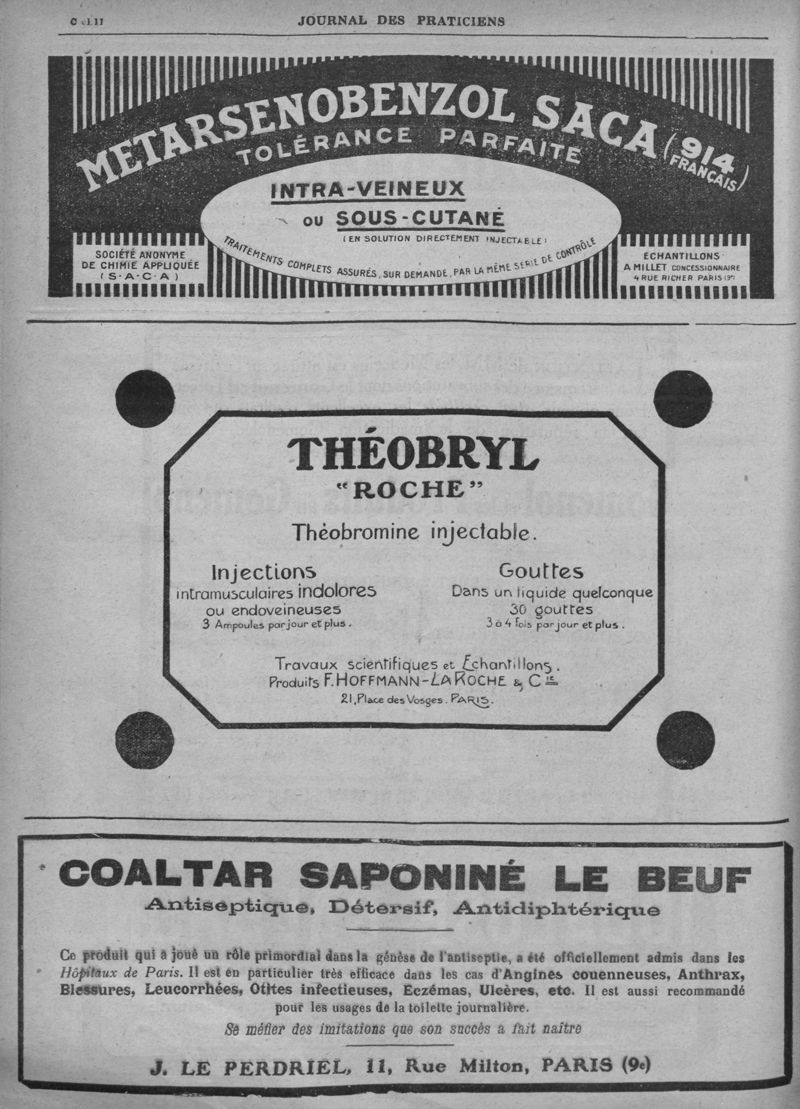 JOURNAL DES PRATICIENS
METARSENOBENZOL SACA (914 FRANÇAIS)
TOLÉRANCE PARFAITE
INTRA-VEINEUX
OU SOUS-CUTANÉ
(EN SOLUTION DIRECTEMENT INJECTABLE)
TRAITEMENTS COMPLETS ASSURÉS, SUR DEMANDE, PAR LA MÊME SÉRIE DE CONTRÔLE
SOCIÉTÉ ANONYME
DE CHIMIE APPLIQUÉE
(S.A.C.A)
ÉCHANTILLONS
A MILLET CONCESSIONNAIRE
4 RUE RICHER PARIS (9e)
THÉOBRYL
"ROCHE"
Théobromine injectable.
Injections
intramusculaires indolores
ou endoveineuses
3 Ampoules par jour et plus.
Gouttes
Dans un liquide quelconque
30 gouttes
3 à 4 fois par jour et plus.
Travaux scientifiques et Échantillons.
Produits F. HOFFMANN-LA ROCHE & Cie
21, Place des Vosges. PARIS.
COALTAR SAPONINÉ LE BEUF
Antiseptique, Détersif, Antidiphtérique
Ce produit qui a joué un rôle primordial dans la génèse de l'antiseptie, a été officiellement admis dans les
Hôpitaux de Paris. Il est en particulier très efficace dans les cas d'Angines couenneuses, Anthrax,
Blessures, Leucorrhées, Otites infectieuses, Eczémas, Ulcères, etc. Il est aussi recommandé
pour les usages de la toilette journalière.
Se méfier des imitations que son succès a fait naître
J. LE PERDRIEL, 11, Rue Milton, PARIS (9e)